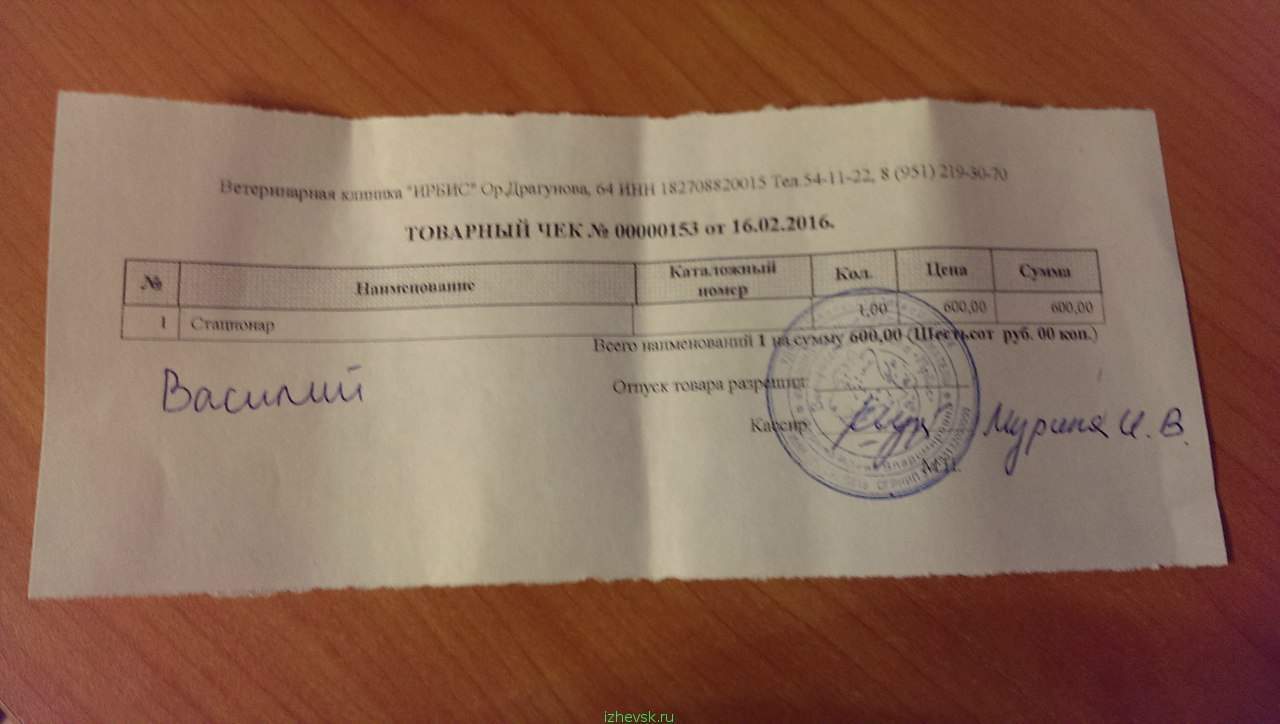 Ветеринарная клиника "ИРБИС" Ор.Драгунова, 64 ИНН 182708820015 Тел.54-11-22, 8 (951) 219-30-70
ТОВАРНЫЙ ЧЕК № 00000153 от 16.02.2016.
№ Наименование Каталожный номер Кол. Цена Сумма
1 Стационар 1,00 600,00 600,00
Всего наименований 1 на сумму 600,00 (Шестьсот руб. 00 коп.)
Василий
Отпуск товара разрешил:
Кассир: Мурина И. В.
М.П.
izhevsk.ru